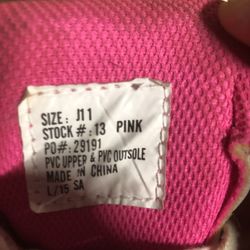 SIZE: J11
STOCK#: 13 PINK
PO#: 29191
PVC UPPER & PVC OUTSOLE
MADE IN CHINA
L/15 SA